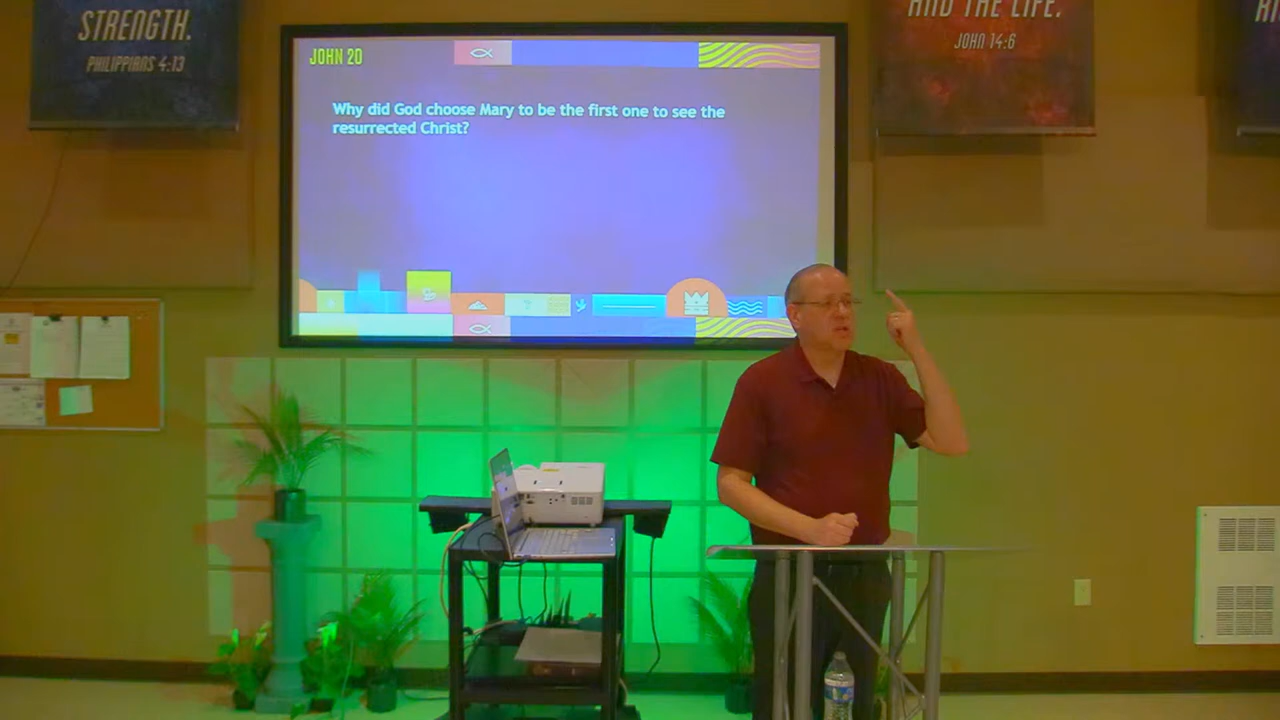 STRENGTH.
PHILIPPIANS 4:13
JOHN 20
Why did God choose Mary to be the first one to see the
resurrected Christ?
AND THE LIFE.
JOHN 14:6